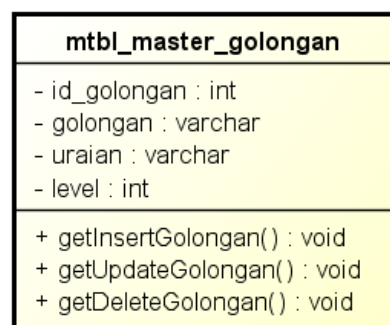 mtbl_master_golongan
- id_golongan : int
- golongan : varchar
- uraian : varchar
- level : int
+ getInsertGolongan() : void
+ getUpdateGolongan() : void
+ getDeleteGolongan() : void